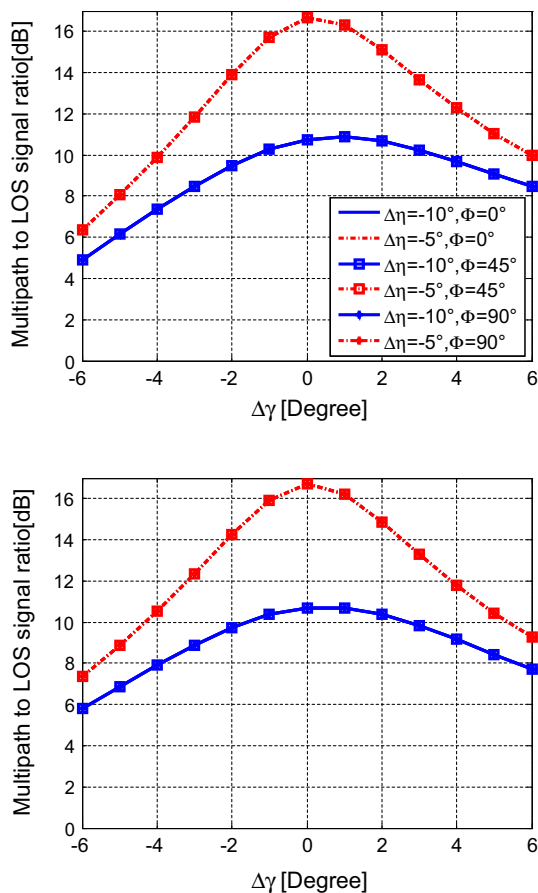 16
14
12
10
8
6
4
2
0
Multipath to LOS signal ratio[dB]
Δη=-10°,Φ=0°
Δη=-5°,Φ=0°
Δη=-10°,Φ=45°
Δη=-5°,Φ=45°
Δη=-10°,Φ=90°
Δη=-5°,Φ=90°
-6 -4 -2 0 2 4 6
Δγ [Degree]
16
14
12
10
8
6
4
2
0
Multipath to LOS signal ratio[dB]
-6 -4 -2 0 2 4 6
Δγ [Degree]